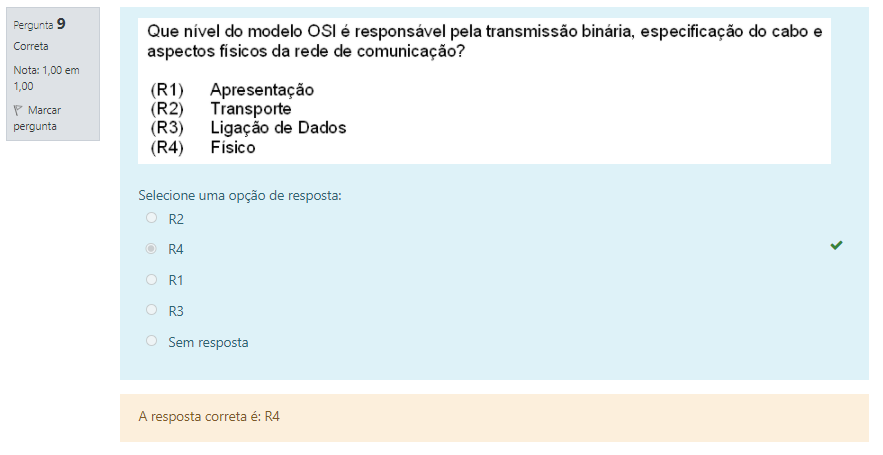 Pergunta 9
Correta
Nota: 1,00 em
1,00
Marcar
pergunta
Que nível do modelo OSI é responsável pela transmissão binária, especificação do cabo e
aspectos físicos da rede de comunicação?
(R1) Apresentação
(R2) Transporte
(R3) Ligação de Dados
(R4) Físico
Selecione uma opção de resposta:
R2
R4
R1
R3
Sem resposta
A resposta correta é: R4